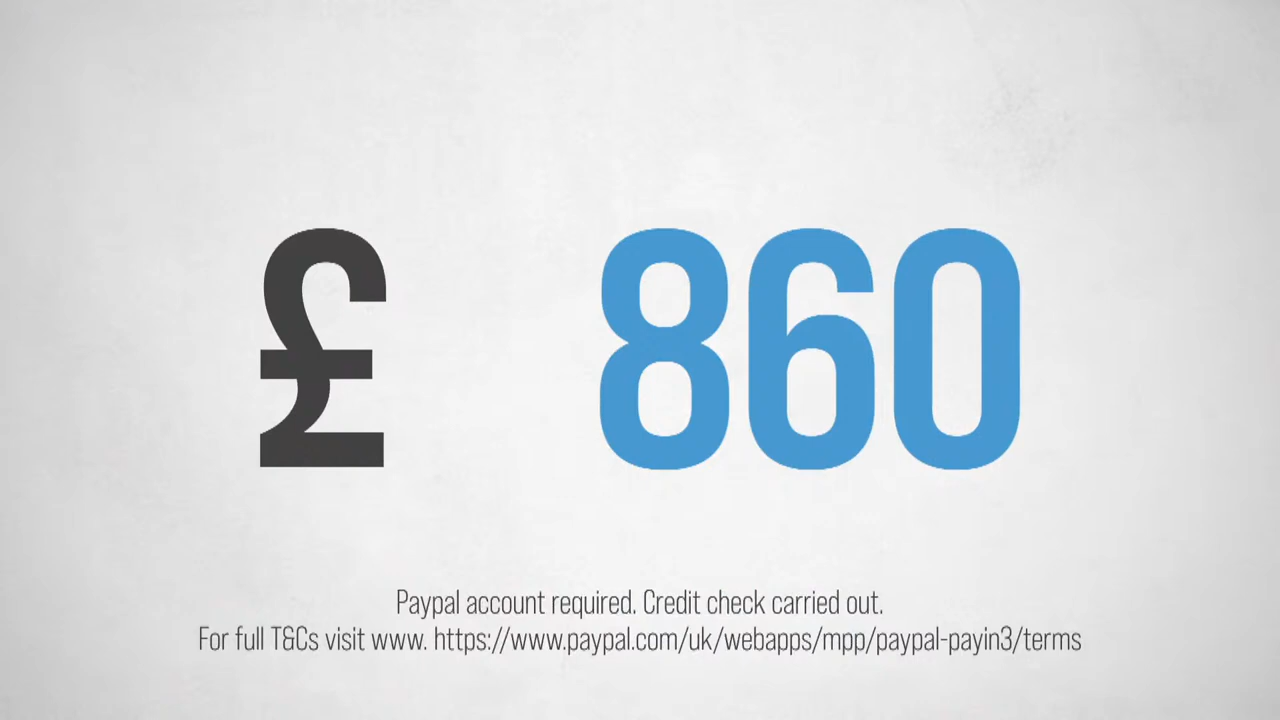 £ 860
Paypal account required. Credit check carried out.
For full T&Cs visit www. https://www.paypal.com/uk/webapps/mpp/paypal-payin3/terms